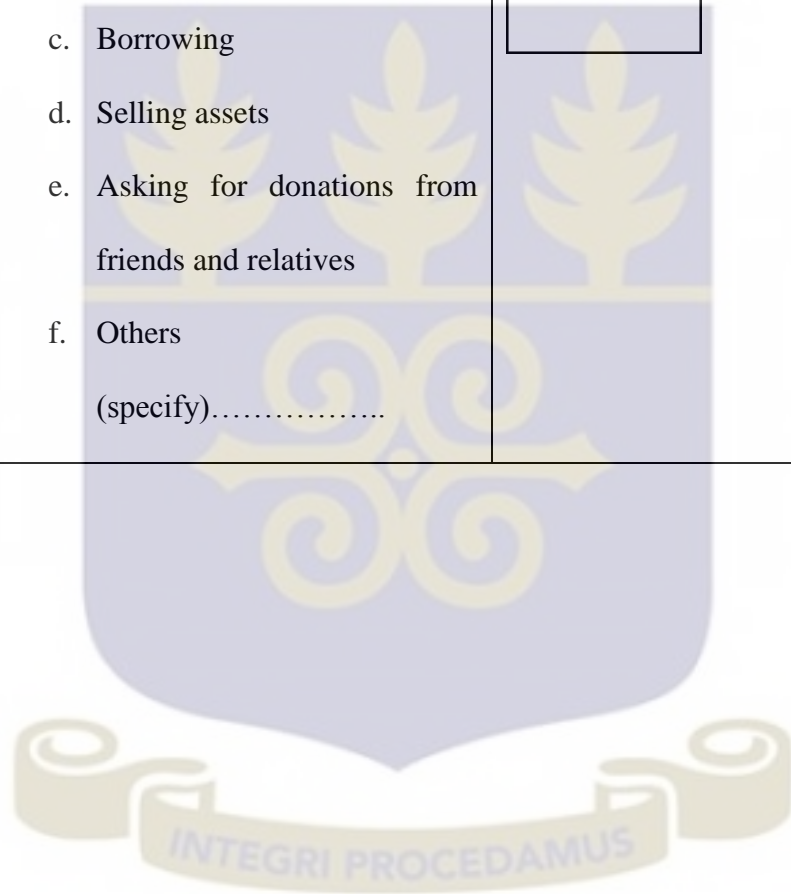 c. Borrowing
d. Selling assets
e. Asking for donations from
friends and relatives
f. Others
(specify)……………..
INTEGRI PROCEDAMUS